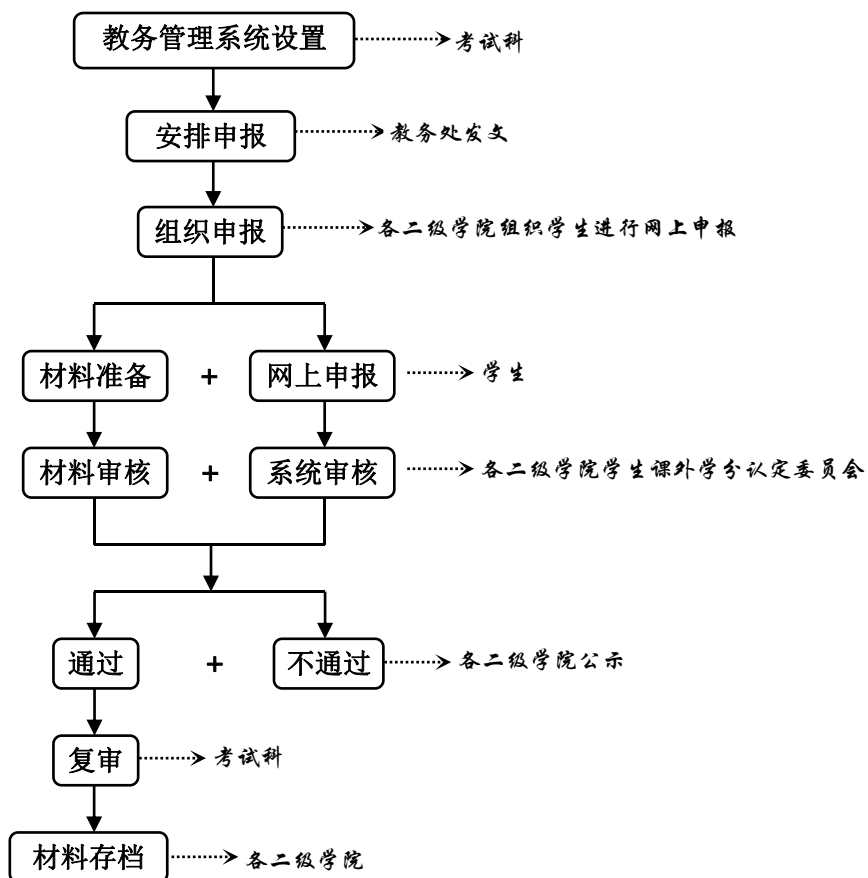 教务管理系统设置 考试科
安排申报 教务处发文
组织申报 各二级学院组织学生进行网上申报
材料准备 + 网上申报 学生
材料审核 + 系统审核 各二级学院学生课外学分认定委员会
通过 + 不通过 各二级学院公示
复审 考试科
材料存档 各二级学院